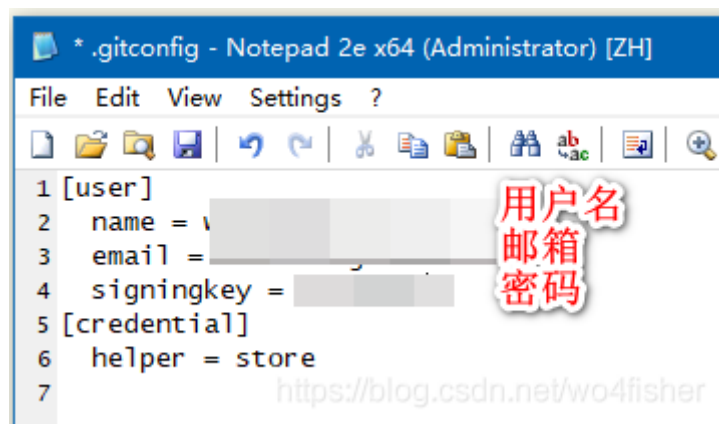 * .gitconfig - Notepad 2e x64 (Administrator) [ZH]
File Edit View Settings ?
1 [user]
2 name = 用户名
3 email = 邮箱
4 signingkey = 密码
5 [credential]
6 helper = store
7
https://blog.csdn.net/wo4fisher